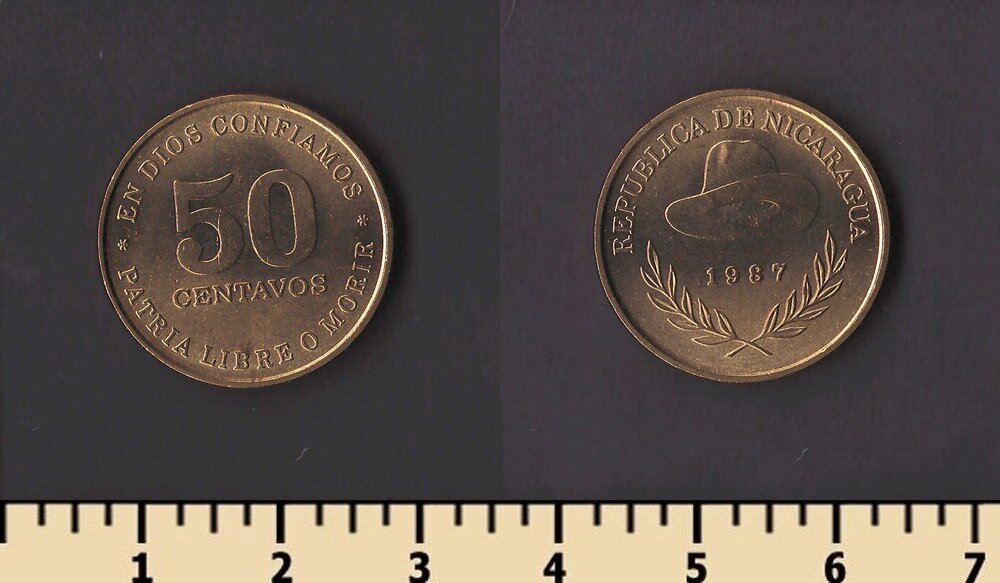 * EN DIOS CONFIAMOS *
50
CENTAVOS
PATRIA LIBRE O MORIR
REPUBLICA DE NICARAGUA
1987
1 2 3 4 5 6 7